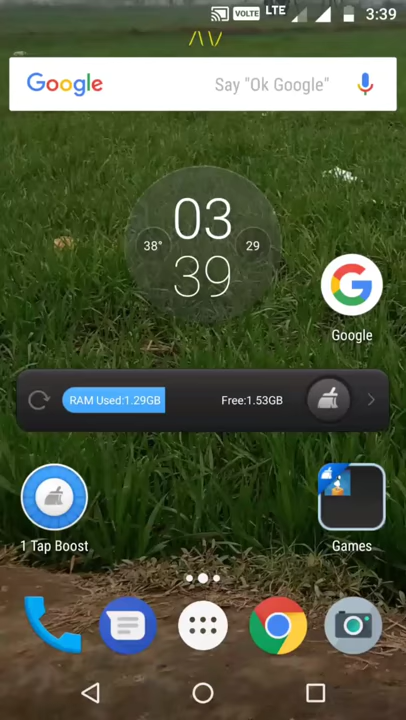 VOLTE LTE 3:39
Google Say "Ok Google"
03
38° 29
39
Google
RAM Used:1.29GB Free:1.53GB
1 Tap Boost
Games